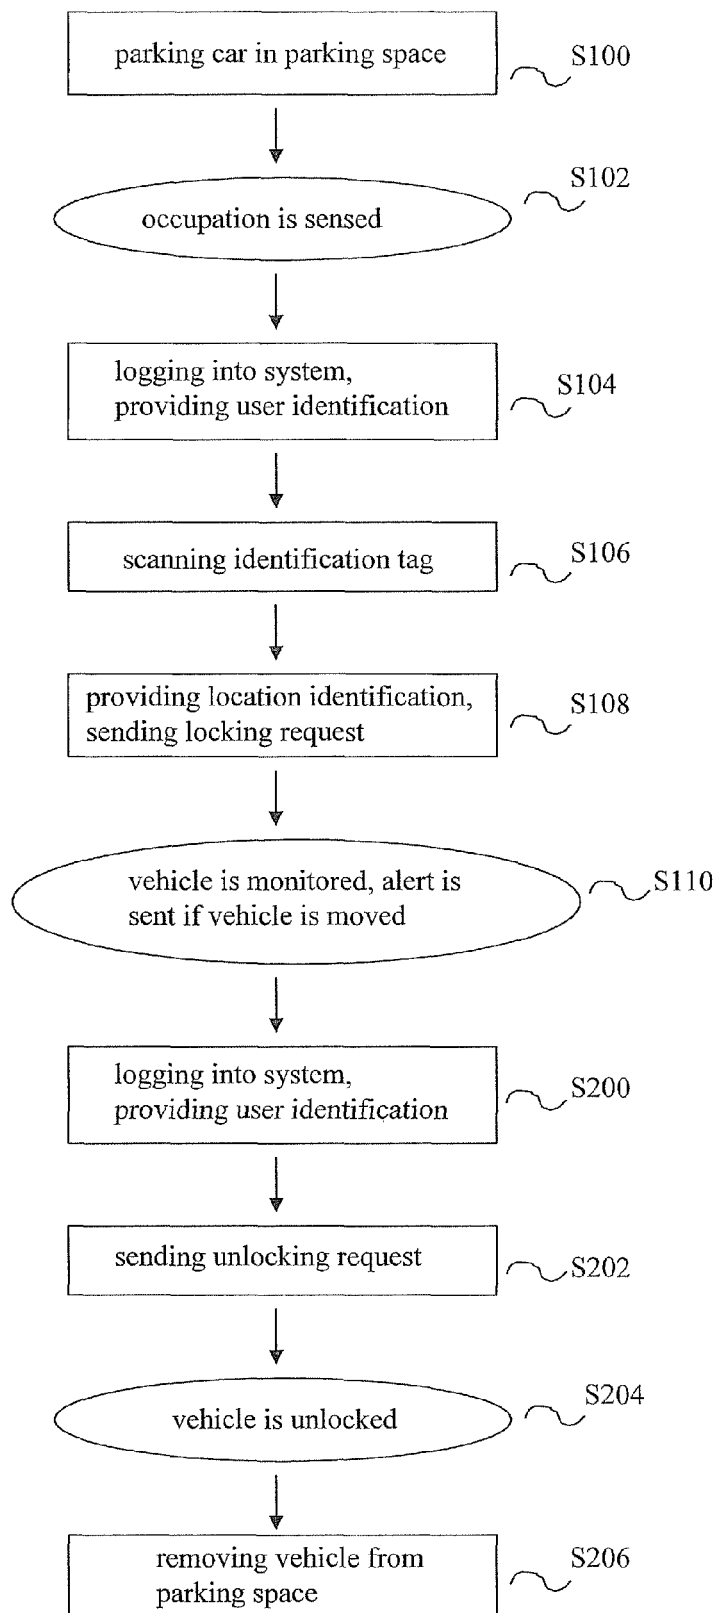 parking car in parking space
S100
occupation is sensed
S102
logging into system,
providing user identification
S104
scanning identification tag
S106
providing location identification,
sending locking request
S108
vehicle is monitored, alert is
sent if vehicle is moved
S110
logging into system,
providing user identification
S200
sending unlocking request
S202
vehicle is unlocked
S204
removing vehicle from
parking space
S206